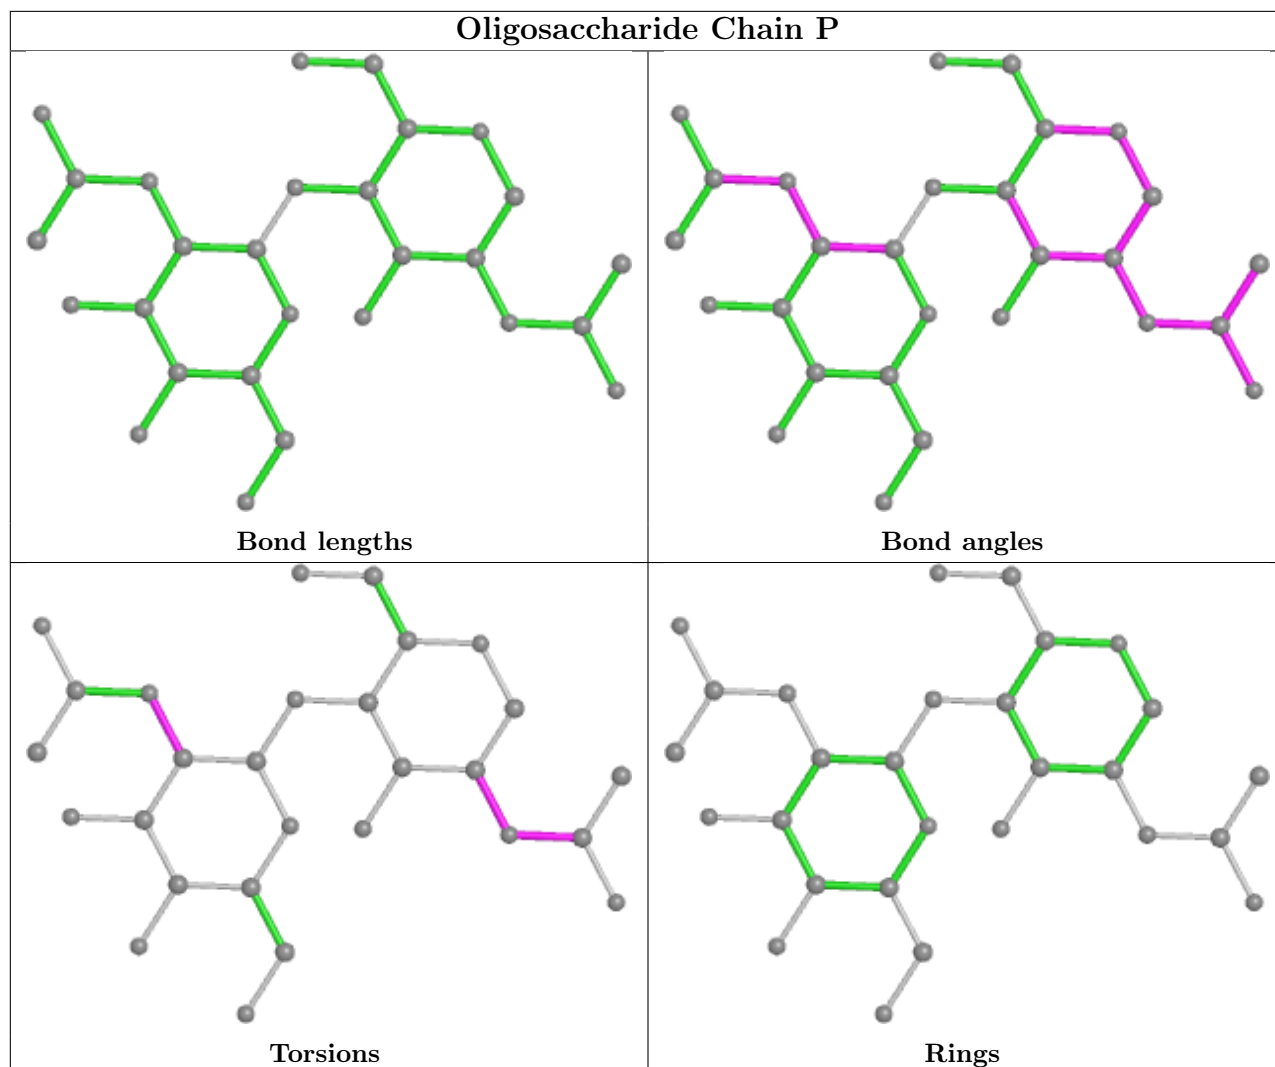 Oligosaccharide Chain P
Bond lengths
Bond angles
Torsions
Rings